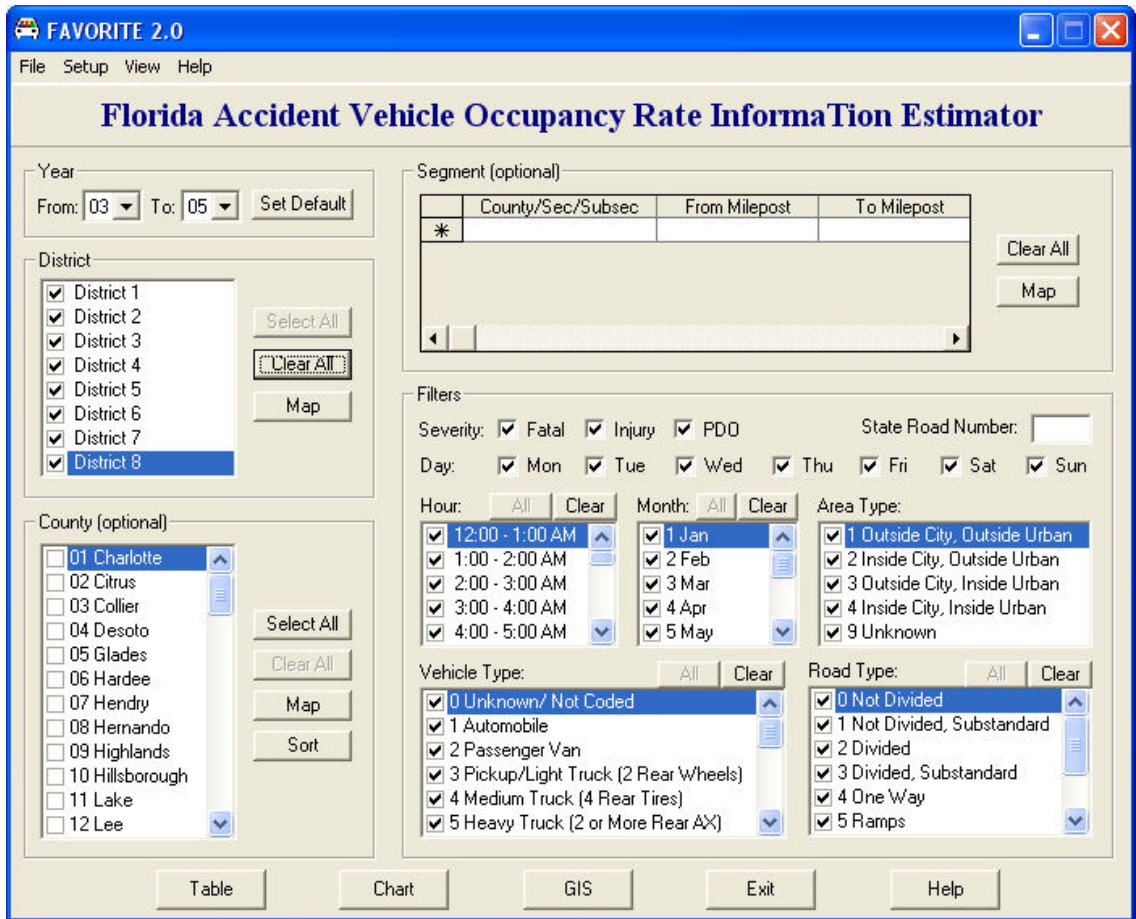 FAVORITE 2.0
File Setup View Help
Florida Accident Vehicle Occupancy Rate InformaTion Estimator
Year
From: 03 To: 05 Set Default
District
District 1
District 2
District 3
District 4
District 5
District 6
District 7
District 8
Select All
Clear All
Map
County (optional)
01 Charlotte
02 Citrus
03 Collier
04 Desoto
05 Glades
06 Hardee
07 Hendry
08 Hernando
09 Highlands
10 Hillsborough
11 Lake
12 Lee
Select All
Clear All
Map
Sort
Segment (optional)
County/Sec/Subsec From Milepost To Milepost
Clear All
Map
Filters
Severity: Fatal Injury PDO State Road Number:
Day: Mon Tue Wed Thu Fri Sat Sun
Hour: All Clear
12:00 - 1:00 AM
1:00 - 2:00 AM
2:00 - 3:00 AM
3:00 - 4:00 AM
4:00 - 5:00 AM
Month: All Clear
1 Jan
2 Feb
3 Mar
4 Apr
5 May
Area Type:
1 Outside City, Outside Urban
2 Inside City, Outside Urban
3 Outside City, Inside Urban
4 Inside City, Inside Urban
9 Unknown
Vehicle Type: All Clear
0 Unknown/ Not Coded
1 Automobile
2 Passenger Van
3 Pickup/Light Truck (2 Rear Wheels)
4 Medium Truck (4 Rear Tires)
5 Heavy Truck (2 or More Rear AX)
Road Type: All Clear
0 Not Divided
1 Not Divided, Substandard
2 Divided
3 Divided, Substandard
4 One Way
5 Ramps
Table Chart GIS Exit Help